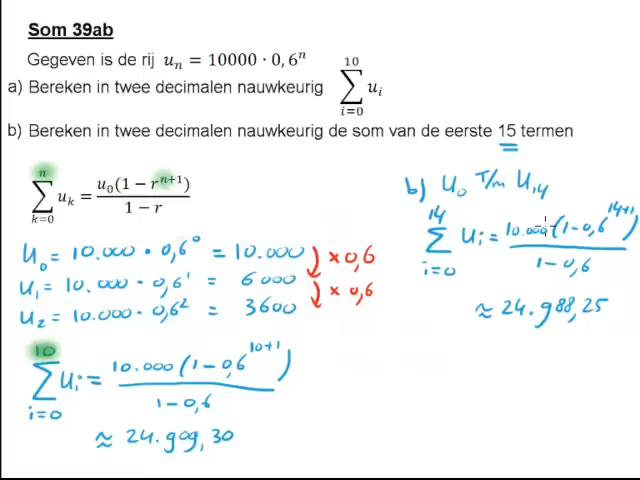 Som 39ab
Gegeven is de rij u_n = 10000 · 0,6^n
a) Bereken in twee decimalen nauwkeurig ∑_{i=0}^{10} u_i
b) Bereken in twee decimalen nauwkeurig de som van de eerste 15 termen
∑_{k=0}^{n} u_k = u_0(1 − r^{n+1}) / (1 − r)
U_0 = 10.000 · 0,6^0 = 10.000
U_1 = 10.000 · 0,6^1 = 6000
U_2 = 10.000 · 0,6^2 = 3600
× 0,6
× 0,6
∑_{i=0}^{10} U_i = 10.000 (1 − 0,6^{10+1}) / (1 − 0,6)
≈ 24.909,30
b) U_0 T/m U_14
∑_{i=0}^{14} U_i = 10.000 (1 − 0,6^{14+1}) / (1 − 0,6)
≈ 24.988,25